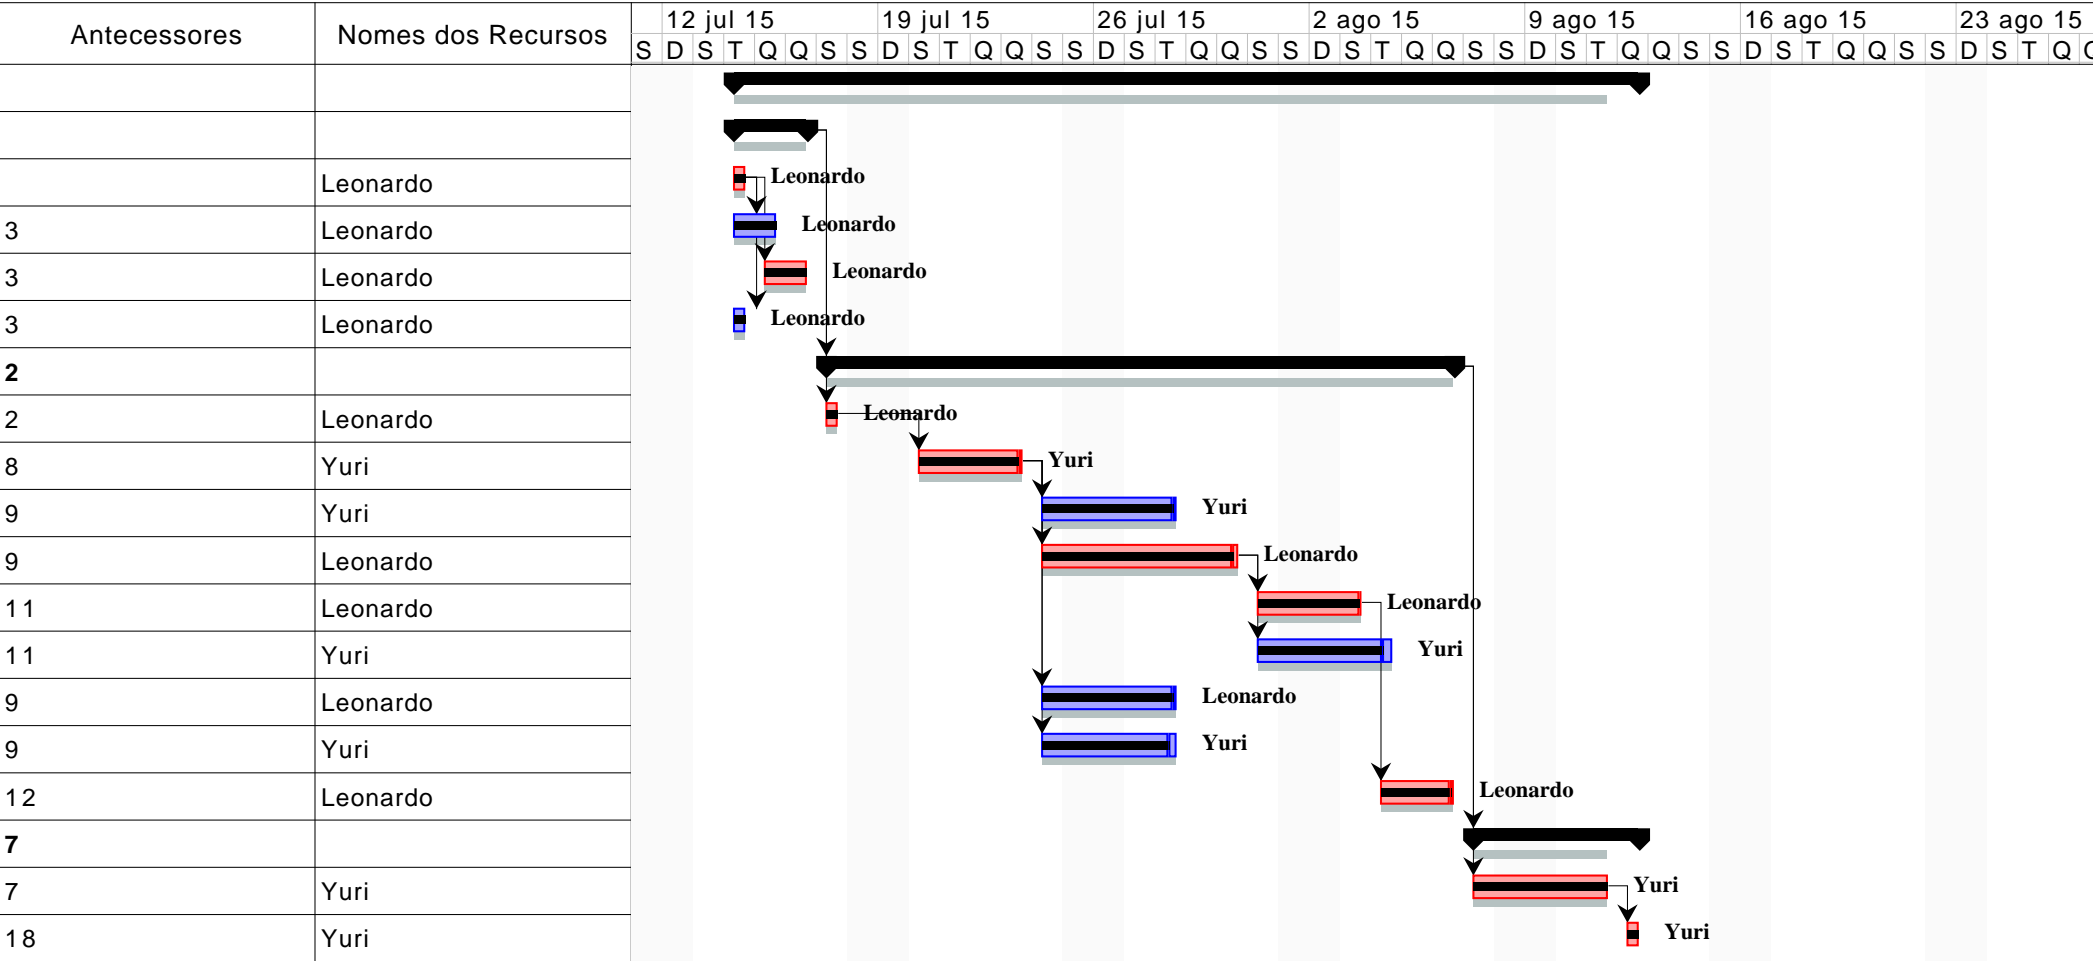 Antecessores Nomes dos Recursos 12 jul 15 19 jul 15 26 jul 15 2 ago 15 9 ago 15 16 ago 15 23 ago 15
S D S T Q Q S S D S T Q Q S S D S T Q Q S S D S T Q Q S S D S T Q Q S S D S T Q Q S S D S T Q Q
Leonardo Leonardo
3 Leonardo Leonardo
3 Leonardo Leonardo
3 Leonardo Leonardo
2
2 Leonardo Leonardo
8 Yuri Yuri
9 Yuri Yuri
9 Leonardo Leonardo
11 Leonardo Leonardo
11 Yuri Yuri
9 Leonardo Leonardo
9 Yuri Yuri
12 Leonardo Leonardo
7
7 Yuri Yuri
18 Yuri Yuri